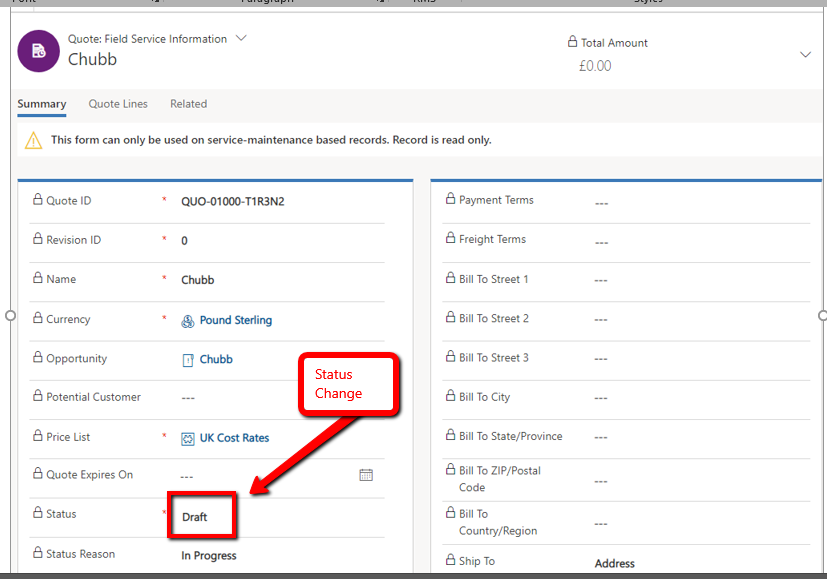 Font
Paragraph
Styles
Quote: Field Service Information
Chubb
Total Amount
£0.00
Summary Quote Lines Related
This form can only be used on service-maintenance based records. Record is read only.
Quote ID * QUO-01000-T1R3N2
Revision ID * 0
Name * Chubb
Currency * Pound Sterling
Opportunity Chubb
Potential Customer ---
Price List * UK Cost Rates
Quote Expires On ---
Status * Draft
Status Reason In Progress
Status
Change
Payment Terms ---
Freight Terms ---
Bill To Street 1 ---
Bill To Street 2 ---
Bill To Street 3 ---
Bill To City ---
Bill To State/Province ---
Bill To ZIP/Postal
Code ---
Bill To
Country/Region ---
Ship To Address